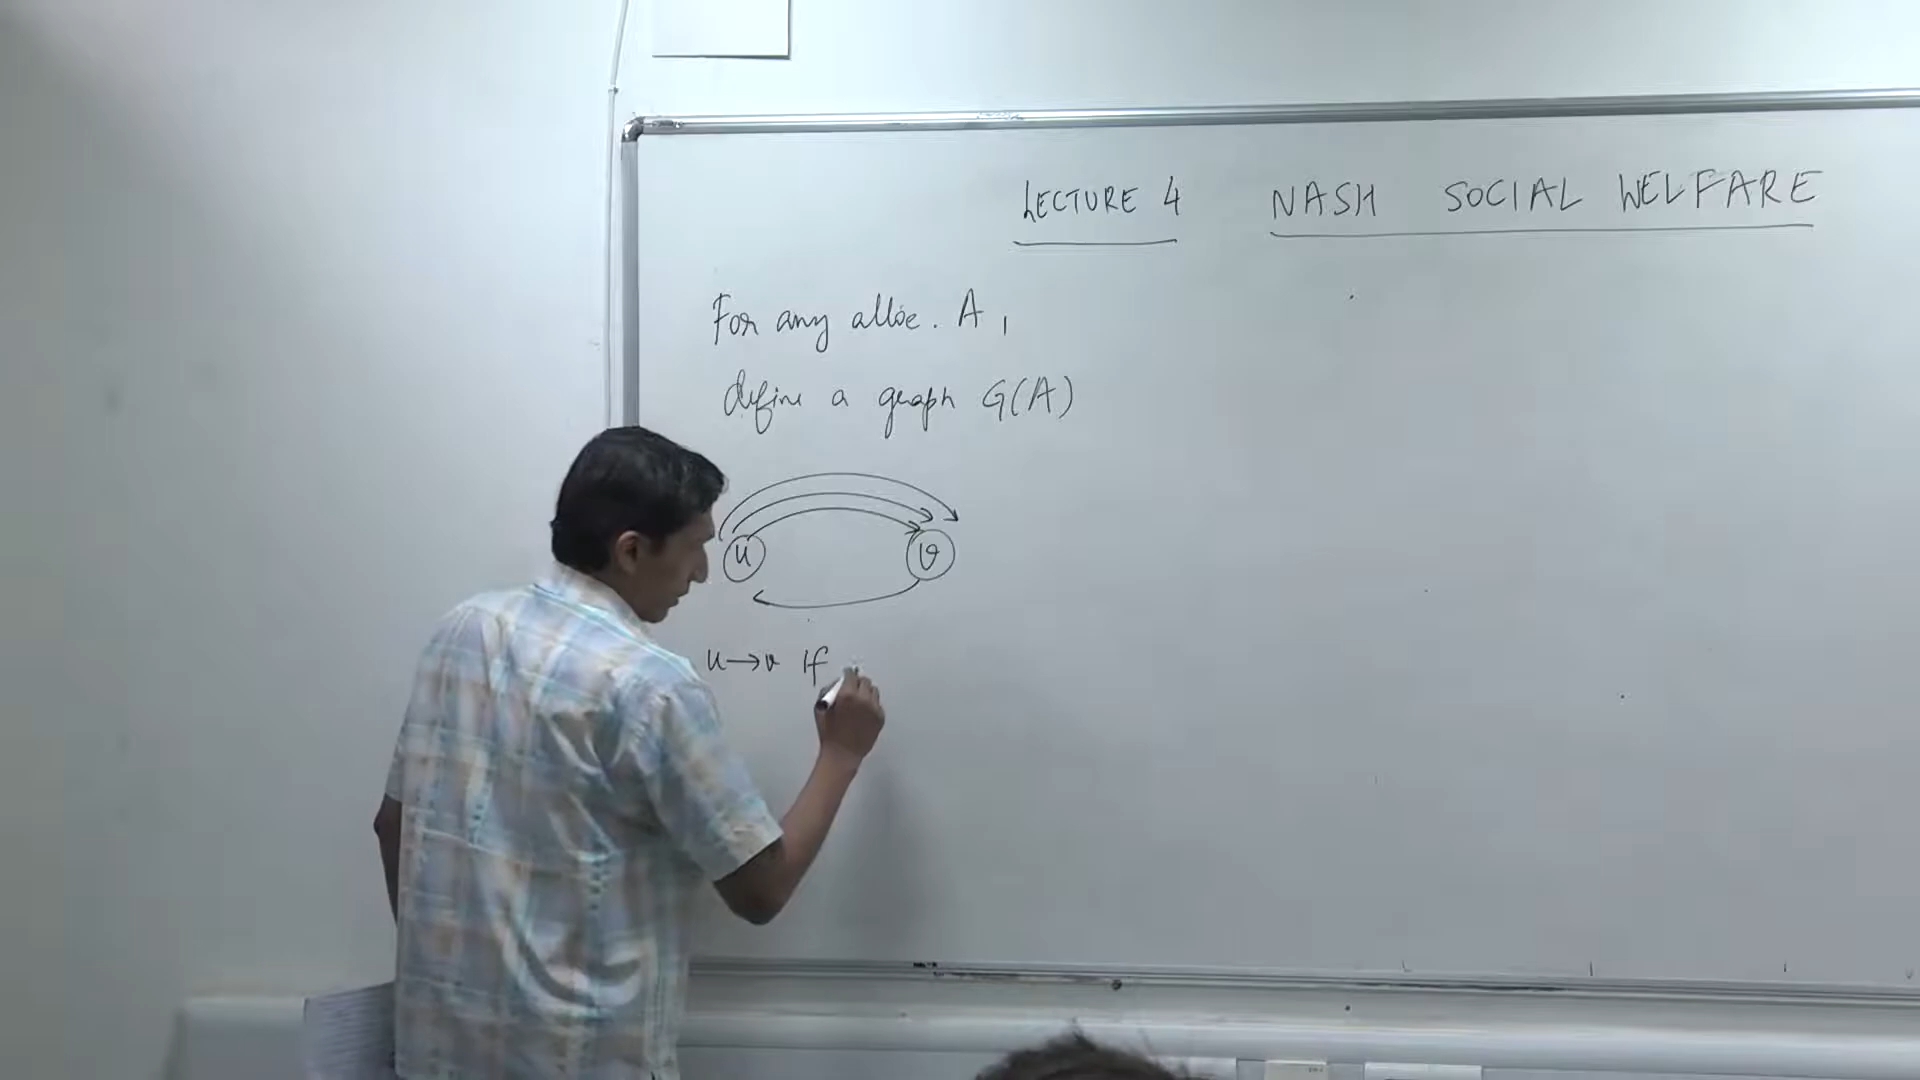 LECTURE 4 NASH SOCIAL WELFARE
For any alloc. A,
define a graph G(A)
u v
u→v if